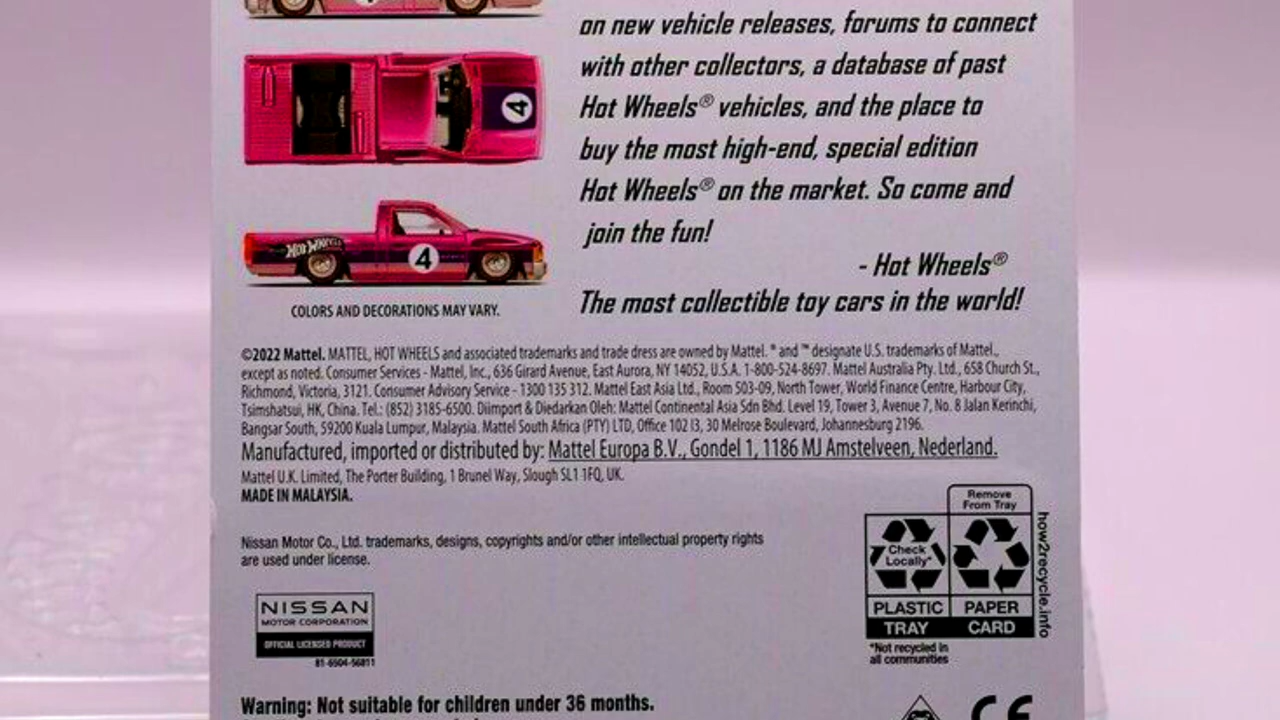 on new vehicle releases, forums to connect
with other collectors, a database of past
Hot Wheels® vehicles, and the place to
buy the most high-end, special edition
Hot Wheels® on the market. So come and
join the fun!
- Hot Wheels®
The most collectible toy cars in the world!
4
HOT WHEELS
4
COLORS AND DECORATIONS MAY VARY.
©2022 Mattel. MATTEL, HOT WHEELS and associated trademarks and trade dress are owned by Mattel. ® and ™ designate U.S. trademarks of Mattel.,
except as noted. Consumer Services - Mattel, Inc., 636 Girard Avenue, East Aurora, NY 14052, U.S.A. 1-800-524-8697. Mattel Australia Pty. Ltd., 658 Church St.,
Richmond, Victoria, 3121. Consumer Advisory Service - 1300 135 312. Mattel East Asia Ltd., Room 503-09, North Tower, World Finance Centre, Harbour City,
Tsimshatsui, HK, China. Tel.: (852) 3185-6500. Diimport & Diedarkan Oleh: Mattel Continental Asia Sdn Bhd. Level 19, Tower 3, Avenue 7, No. 8 Jalan Kerinchi,
Bangsar South, 59200 Kuala Lumpur, Malaysia. Mattel South Africa (PTY) LTD, Office 102 I3, 30 Melrose Boulevard, Johannesburg 2196.
Manufactured, imported or distributed by: Mattel Europa B.V., Gondel 1, 1186 MJ Amstelveen, Nederland.
Mattel U.K. Limited, The Porter Building, 1 Brunel Way, Slough SL1 1FQ, UK.
MADE IN MALAYSIA.
Nissan Motor Co., Ltd. trademarks, designs, copyrights and/or other intellectual property rights
are used under license.
NISSAN
MOTOR CORPORATION
OFFICIAL LICENSED PRODUCT
81-6504-56811
Remove
From Tray
Check
Locally*
PLASTIC
TRAY
PAPER
CARD
how2recycle.info
*Not recycled in
all communities
Warning: Not suitable for children under 36 months.
CE